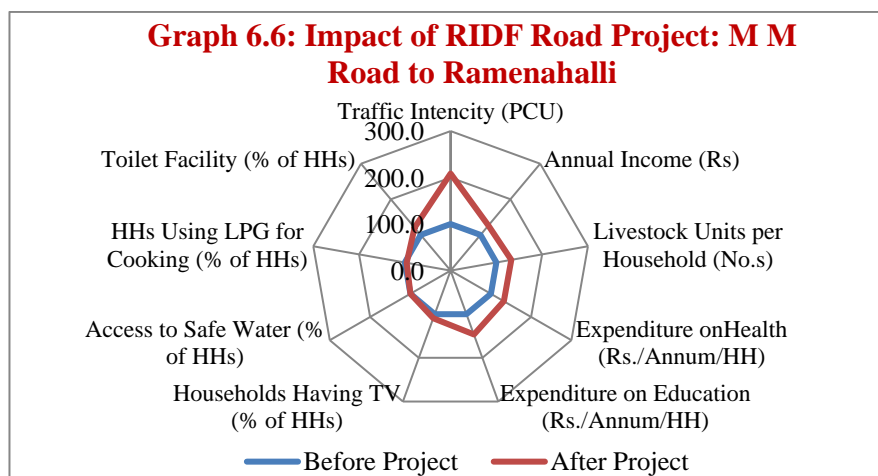 Graph 6.6: Impact of RIDF Road Project: M M
Road to Ramenahalli
Traffic Intencity (PCU)
300.0
200.0
100.0
0.0
Annual Income (Rs)
Livestock Units per
Household (No.s)
Expenditure onHealth
(Rs./Annum/HH)
Expenditure on Education
(Rs./Annum/HH)
Households Having TV
(% of HHs)
Access to Safe Water (%
of HHs)
HHs Using LPG for
Cooking (% of HHs)
Toilet Facility (% of HHs)
Before Project
After Project